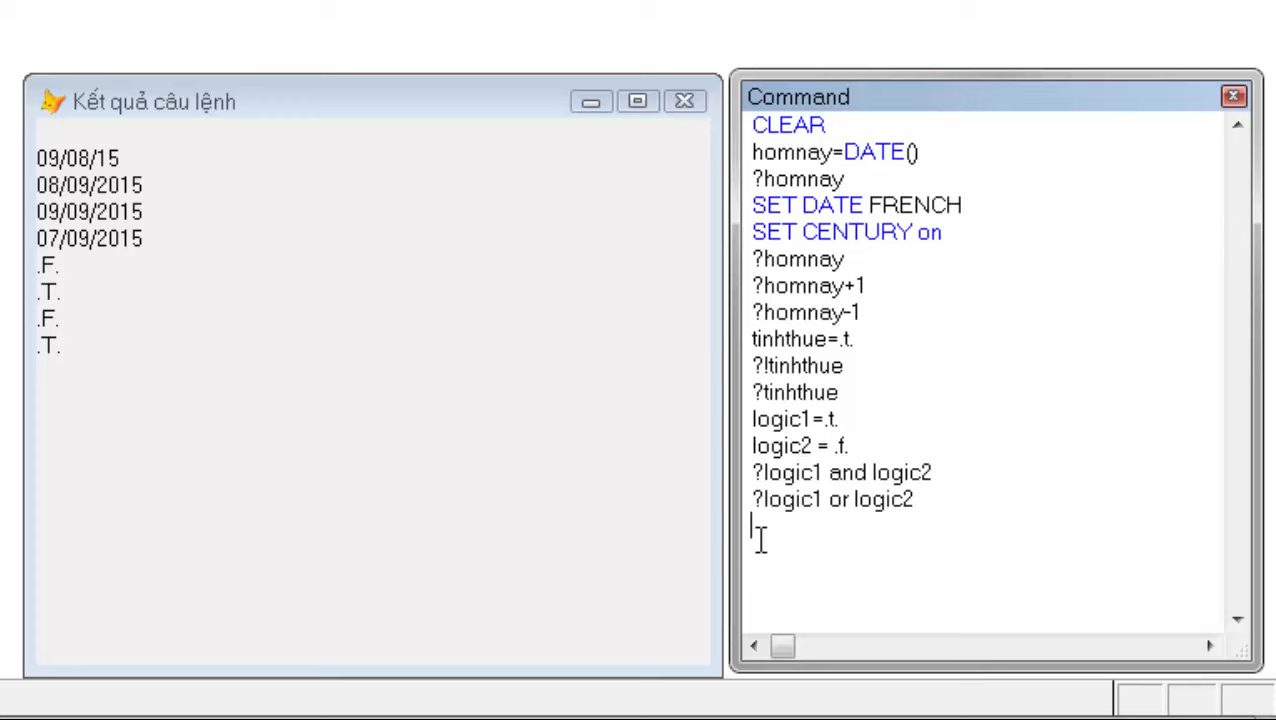 Kết quả câu lệnh
09/08/15
08/09/2015
09/09/2015
07/09/2015
.F.
.T.
.F.
.T.
Command
CLEAR
homnay=DATE()
?homnay
SET DATE FRENCH
SET CENTURY on
?homnay
?homnay+1
?homnay-1
tinhthue=.t.
?!tinhthue
?tinhthue
logic1=.t.
logic2 = .f.
?logic1 and logic2
?logic1 or logic2